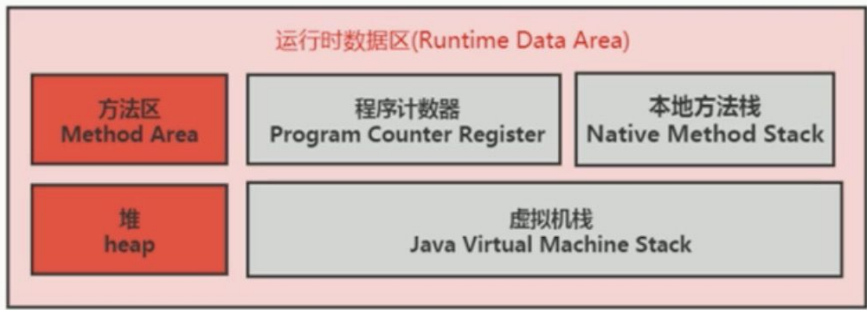 运行时数据区(Runtime Data Area)
方法区
Method Area
程序计数器
Program Counter Register
本地方法栈
Native Method Stack
堆
heap
虚拟机栈
Java Virtual Machine Stack